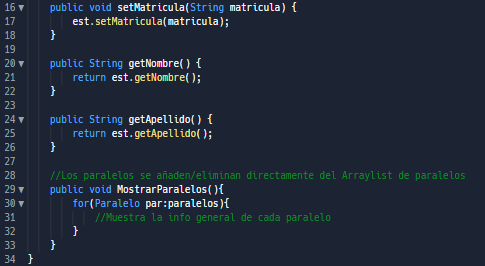 16 public void setMatricula(String matricula) {
17 est.setMatricula(matricula);
18 }
19
20 public String getNombre() {
21 return est.getNombre();
22 }
23
24 public String getApellido() {
25 return est.getApellido();
26 }
27
28 //Los paralelos se añaden/eliminan directamente del Arraylist de paralelos
29 public void MostrarParalelos(){
30 for(Paralelo par:paralelos){
31 //Muestra la info general de cada paralelo
32 }
33 }
34 }